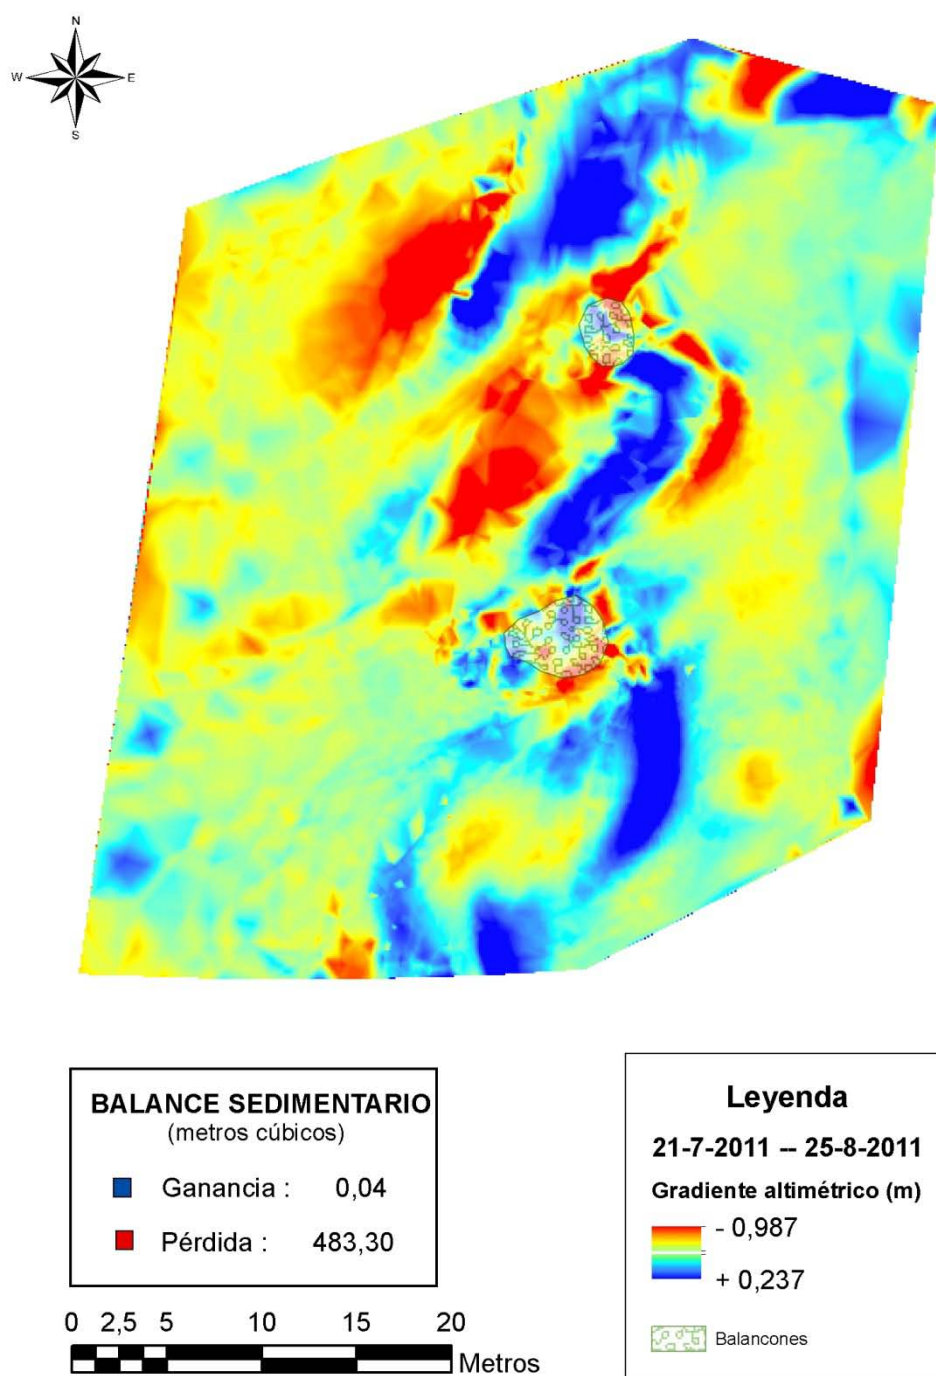 N
W E
S
BALANCE SEDIMENTARIO
(metros cúbicos)
Ganancia : 0,04
Pérdida : 483,30
0 2,5 5 10 15 20
Metros
Leyenda
21-7-2011 -- 25-8-2011
Gradiente altimétrico (m)
- 0,987
+ 0,237
Balancones